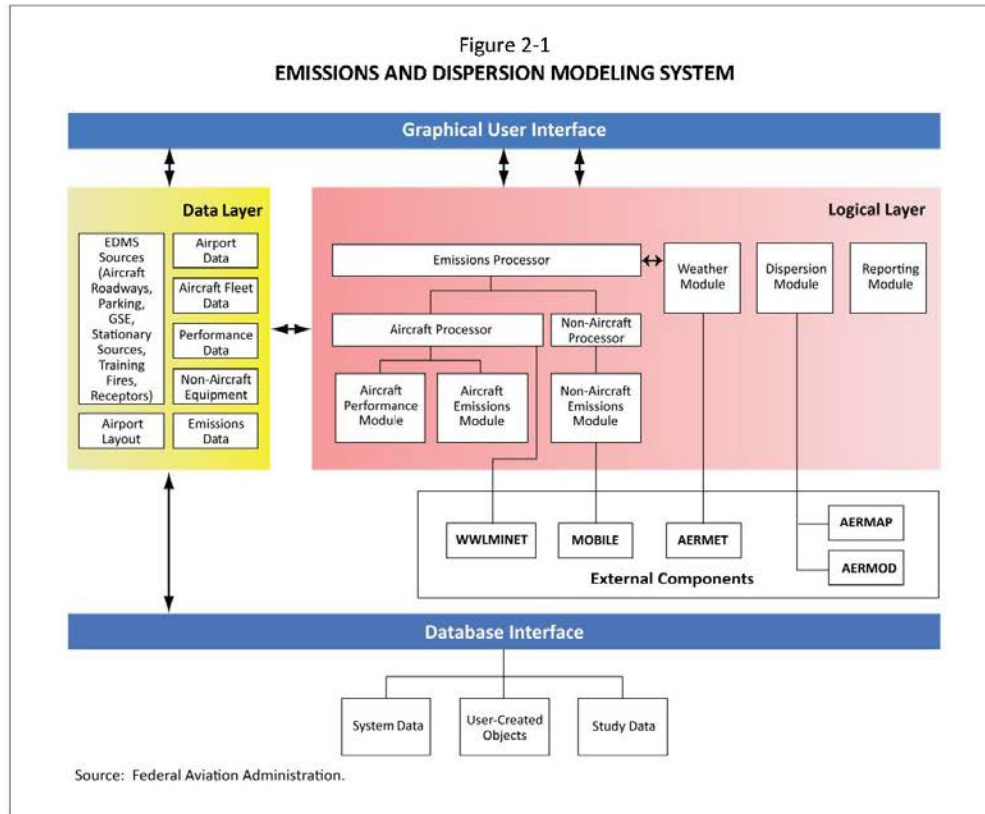 Figure 2-1
EMISSIONS AND DISPERSION MODELING SYSTEM
Graphical User Interface
Data Layer
EDMS
Sources
(Aircraft
Roadways,
Parking,
GSE,
Stationary
Sources,
Training
Fires,
Receptors)
Airport
Layout
Airport
Data
Aircraft Fleet
Data
Performance
Data
Non-Aircraft
Equipment
Emissions
Data
Logical Layer
Emissions Processor
Weather
Module
Dispersion
Module
Reporting
Module
Aircraft Processor
Non-Aircraft
Processor
Aircraft
Performance
Module
Aircraft
Emissions
Module
Non-Aircraft
Emissions
Module
WWLMINET
MOBILE
AERMET
AERMAP
AERMOD
External Components
Database Interface
System Data
User-Created
Objects
Study Data
Source: Federal Aviation Administration.